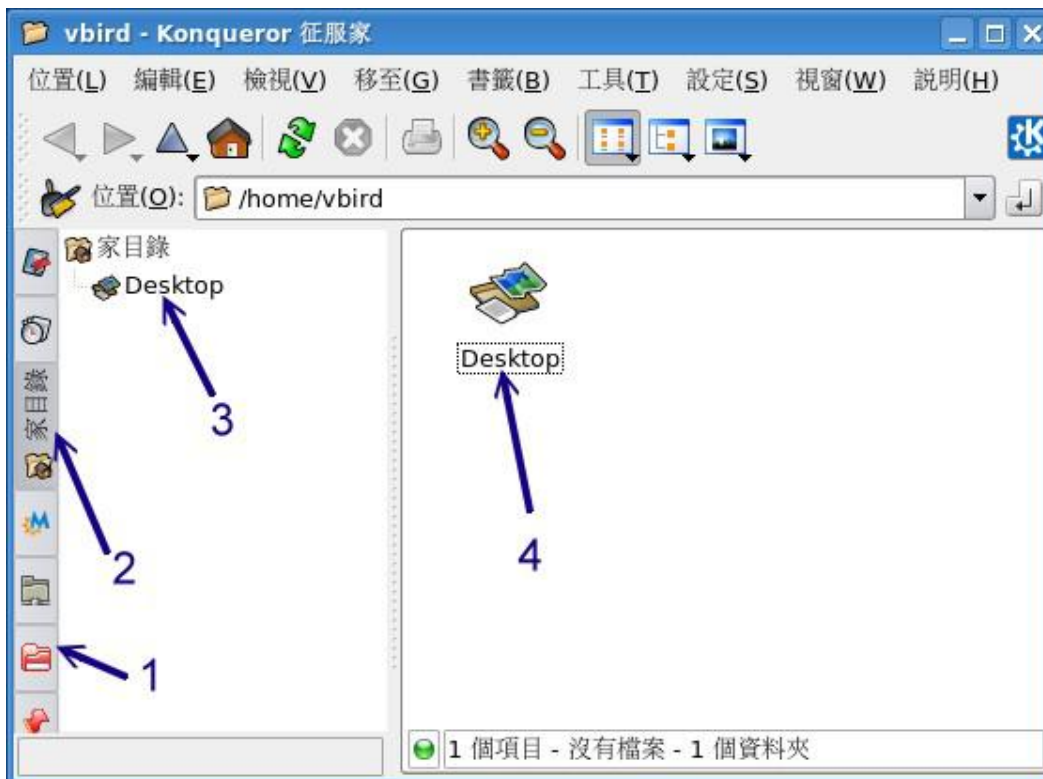 vbird - Konqueror 征服家
位置(L) 編輯(E) 檢視(V) 移至(G) 書籤(B) 工具(T) 設定(S) 視窗(W) 説明(H)
位置(O): /home/vbird
家目錄
Desktop
家目錄
Desktop
3
2
4
1
1 個項目 - 沒有檔案 - 1 個資料夾